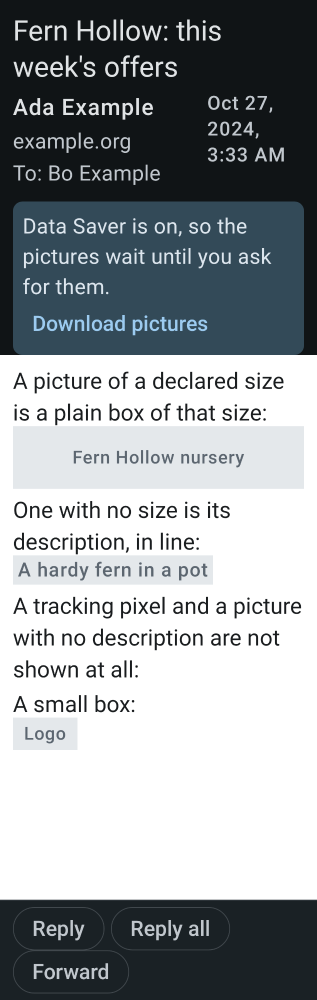 Fern Hollow: this
week's offers
Ada Example
Oct 27,
2024,
3:33 AM
example.org
To: Bo Example
Data Saver is on, so the
pictures wait until you ask
for them.
Download pictures
A picture of a declared size
is a plain box of that size:
Fern Hollow nursery
One with no size is its
description, in line:
A hardy fern in a pot
A tracking pixel and a picture
with no description are not
shown at all:
A small box:
Logo
Reply
Reply all
Forward